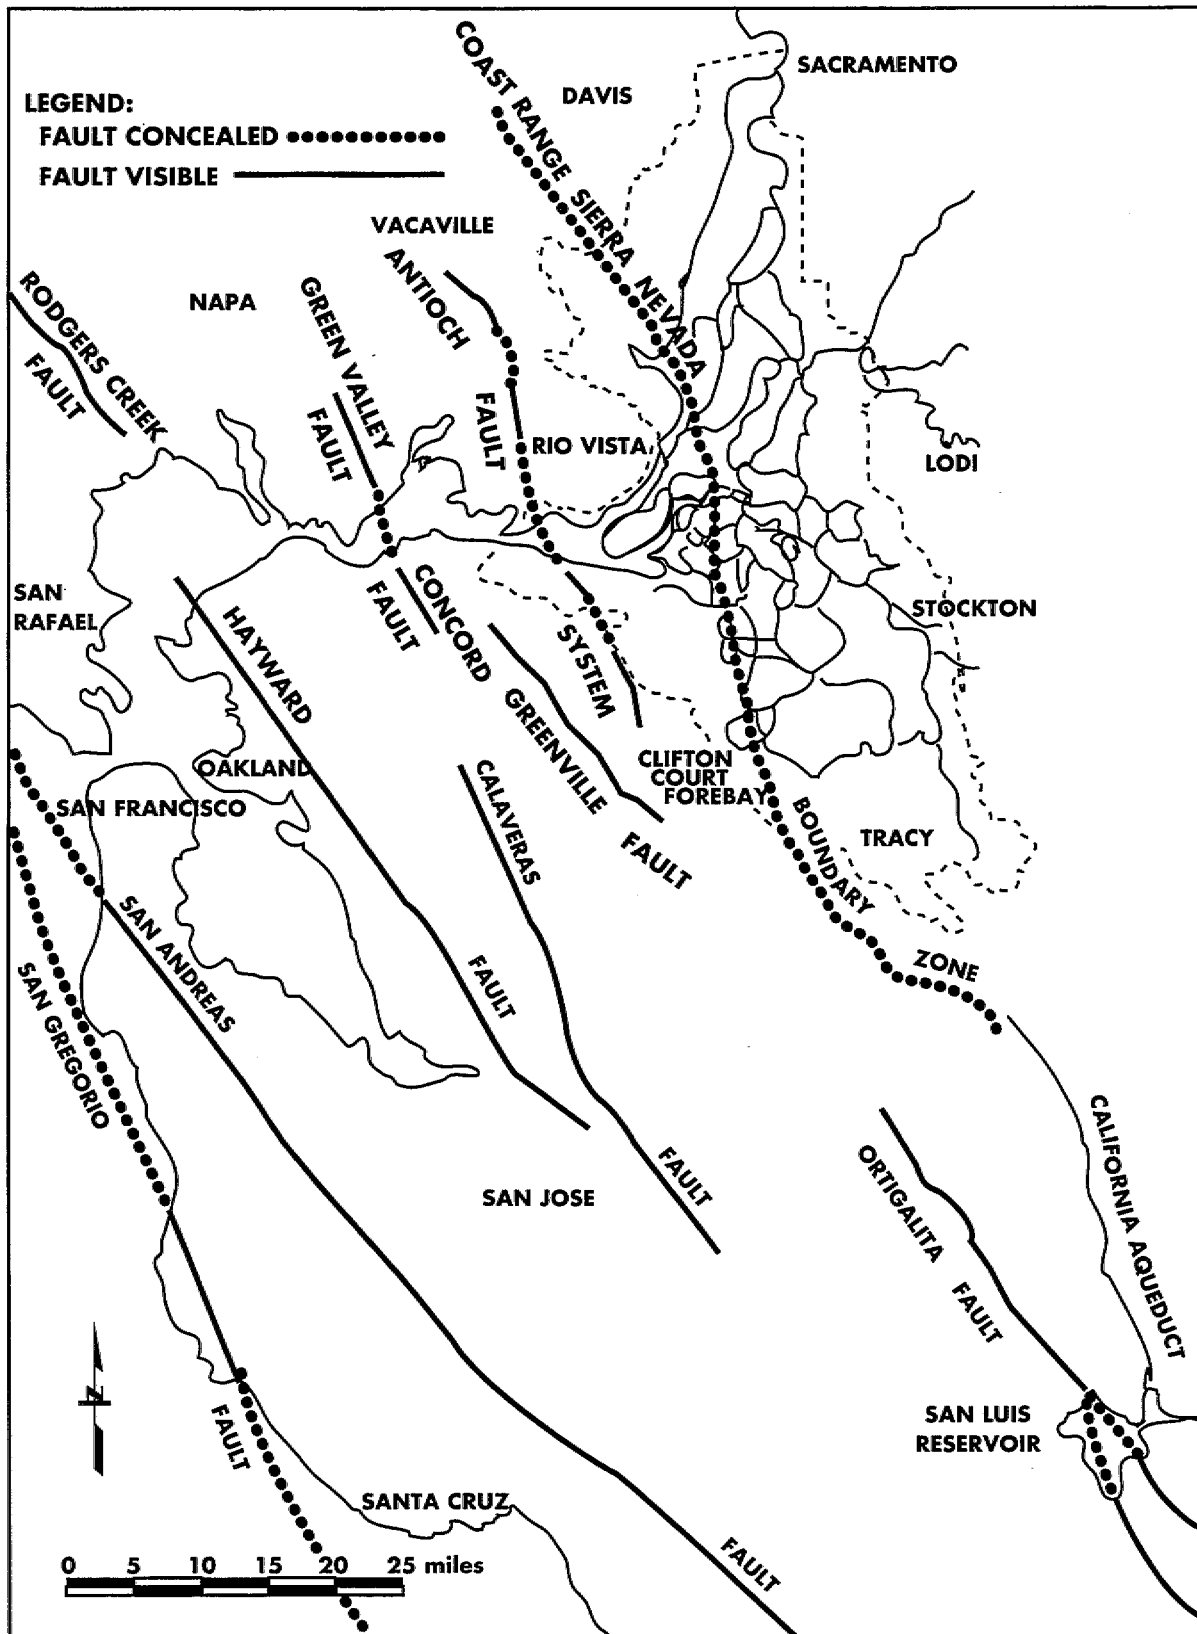 COAST RANGE SIERRA NEVADA
SACRAMENTO
DAVIS
LEGEND:
FAULT CONCEALED
FAULT VISIBLE
VACAVILLE
ANTIOCH
FAULT
SYSTEM
RODGERS CREEK
FAULT
NAPA
GREEN VALLEY
FAULT
RIO VISTA
LODI
SAN
RAFAEL
HAYWARD
FAULT
CONCORD
FAULT
STOCKTON
GREENVILLE
FAULT
CLIFTON
COURT
FOREBAY
OAKLAND
SAN FRANCISCO
CALAVERAS
FAULT
BOUNDARY
ZONE
TRACY
SAN ANDREAS
FAULT
SAN GREGORIO
FAULT
SAN JOSE
ORTIGALITA
FAULT
CALIFORNIA AQUEDUCT
SAN LUIS
RESERVOIR
N
SANTA CRUZ
0 5 10 15 20 25 miles